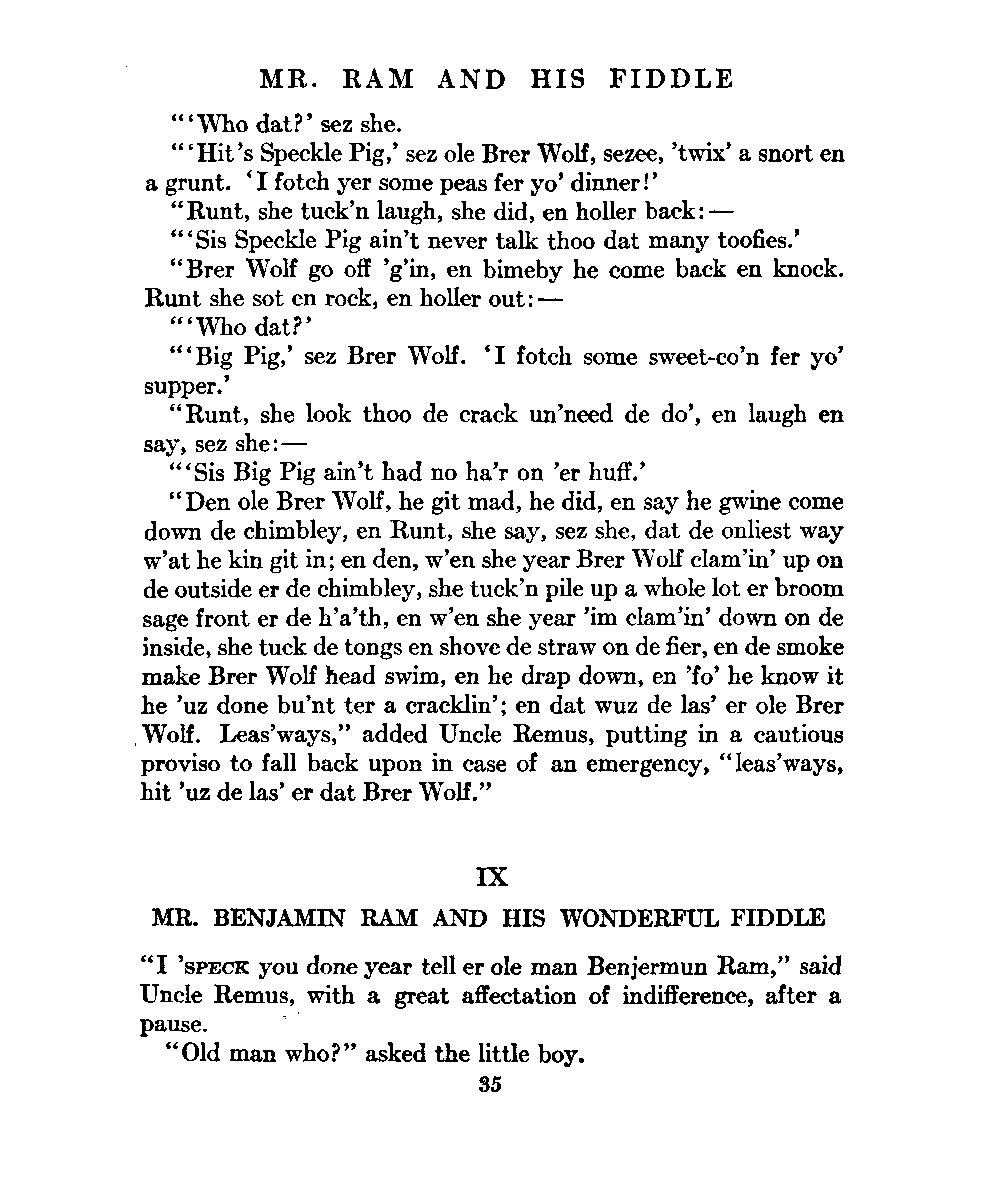 MR. RAM AND HIS FIDDLE
“‘Who dat?’ sez she.
“‘Hit’s Speckle Pig,’ sez ole Brer Wolf, sezee, ’twix’ a snort en
a grunt. ‘I fotch yer some peas fer yo’ dinner!’
“Runt, she tuck’n laugh, she did, en holler back:—
“‘Sis Speckle Pig ain’t never talk thoo dat many toofies.’
“Brer Wolf go off ’g’in, en bimeby he come back en knock.
Runt she sot en rock, en holler out:—
“‘Who dat?’
“‘Big Pig,’ sez Brer Wolf. ‘I fotch some sweet-co’n fer yo’
supper.’
“Runt, she look thoo de crack un’need de do’, en laugh en
say, sez she:—
“‘Sis Big Pig ain’t had no ha’r on ’er huff.’
“Den ole Brer Wolf, he git mad, he did, en say he gwine come
down de chimbley, en Runt, she say, sez she, dat de onliest way
w’at he kin git in; en den, w’en she year Brer Wolf clam’in’ up on
de outside er de chimbley, she tuck’n pile up a whole lot er broom
sage front er de h’a’th, en w’en she year ’im clam’in’ down on de
inside, she tuck de tongs en shove de straw on de fier, en de smoke
make Brer Wolf head swim, en he drap down, en ’fo’ he know it
he ’uz done bu’nt ter a cracklin’; en dat wuz de las’ er ole Brer
Wolf. Leas’ways,” added Uncle Remus, putting in a cautious
proviso to fall back upon in case of an emergency, “leas’ways,
hit ’uz de las’ er dat Brer Wolf.”
IX
MR. BENJAMIN RAM AND HIS WONDERFUL FIDDLE
“I ’SPECK you done year tell er ole man Benjermun Ram,” said
Uncle Remus, with a great affectation of indifference, after a
pause.
“Old man who?” asked the little boy.
35